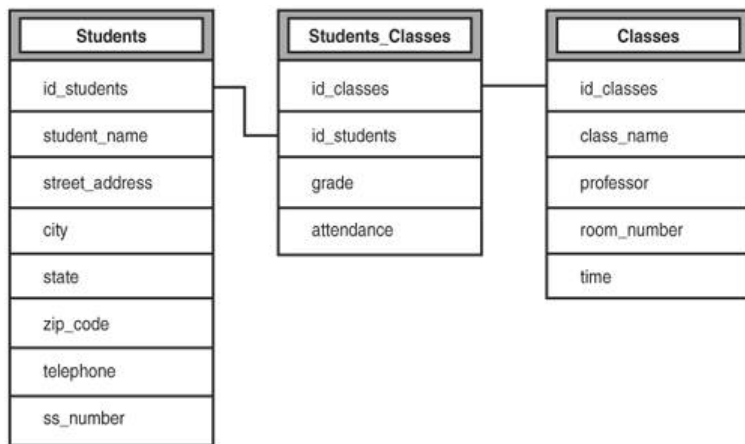 Students
id_students
student_name
street_address
city
state
zip_code
telephone
ss_number
Students_Classes
id_classes
id_students
grade
attendance
Classes
id_classes
class_name
professor
room_number
time